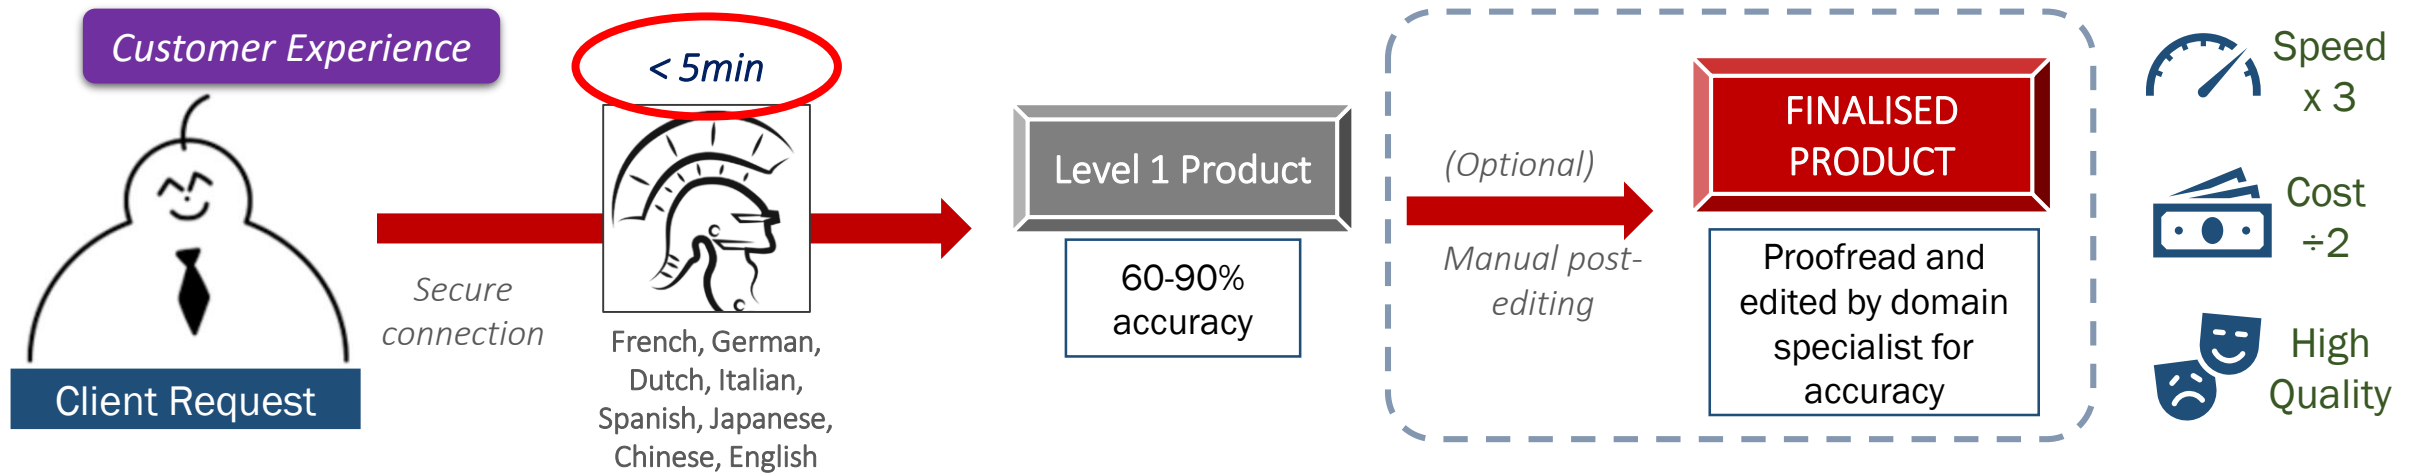 Customer Experience
Client Request
Secure
connection
< 5min
French, German,
Dutch, Italian,
Spanish, Japanese,
Chinese, English
Level 1 Product
60-90%
accuracy
(Optional)
Manual post-
editing
FINALISED
PRODUCT
Proofread and
edited by domain
specialist for
accuracy
Speed
x 3
Cost
÷2
High
Quality